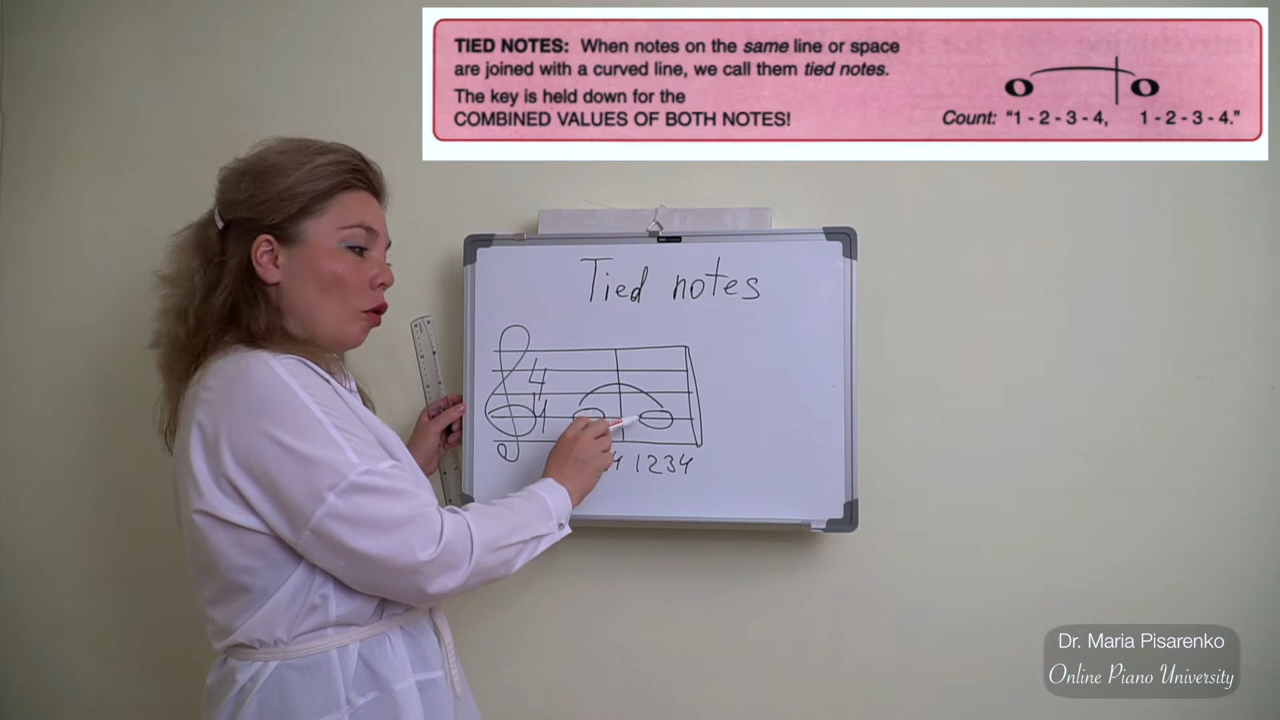 TIED NOTES: When notes on the same line or space
are joined with a curved line, we call them tied notes.
The key is held down for the
COMBINED VALUES OF BOTH NOTES!
Count: "1 - 2 - 3 - 4, 1 - 2 - 3 - 4."
Tied notes
4
4
4 1234
Dr. Maria Pisarenko
Online Piano University